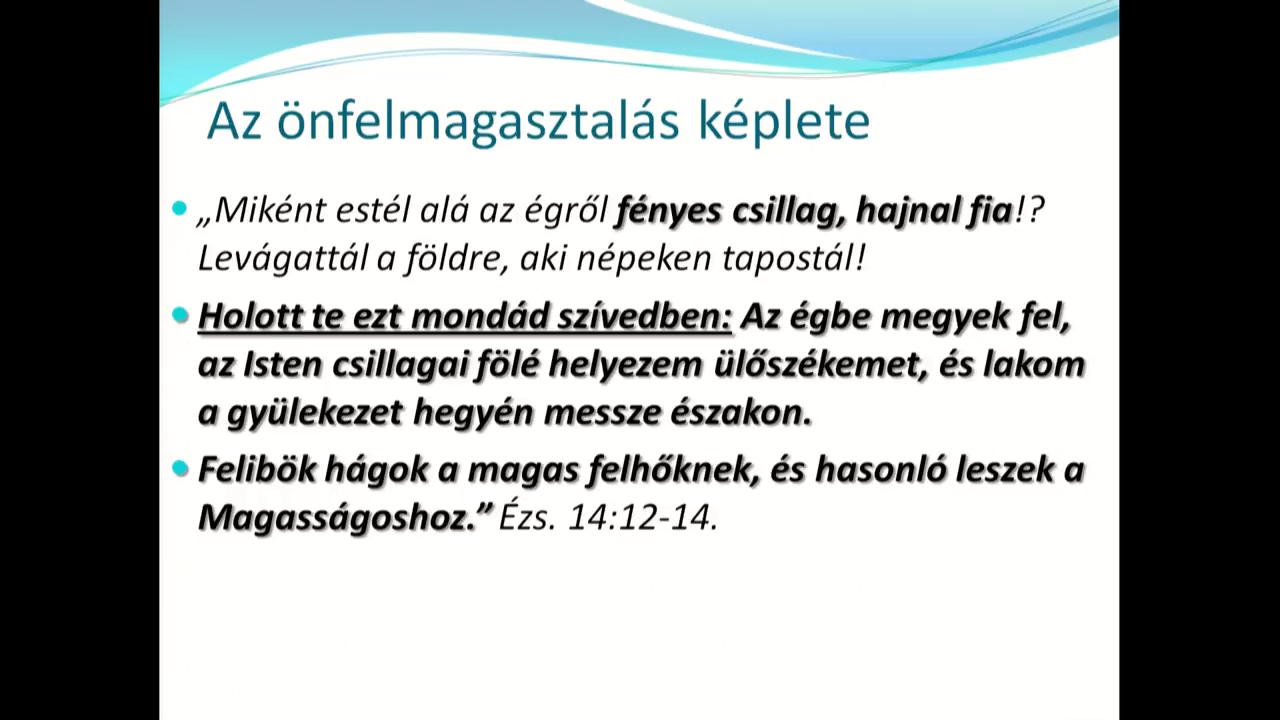 Az önfelmagasztalás képlete
„Miként estél alá az égről fényes csillag, hajnal fia!?
Levágattál a földre, aki népeken tapostál!
Holott te ezt mondád szívedben: Az égbe megyek fel,
az Isten csillagai fölé helyezem ülőszékemet, és lakom
a gyülekezet hegyén messze északon.
Felibök hágok a magas felhőknek, és hasonló leszek a
Magasságoshoz.” Ézs. 14:12-14.